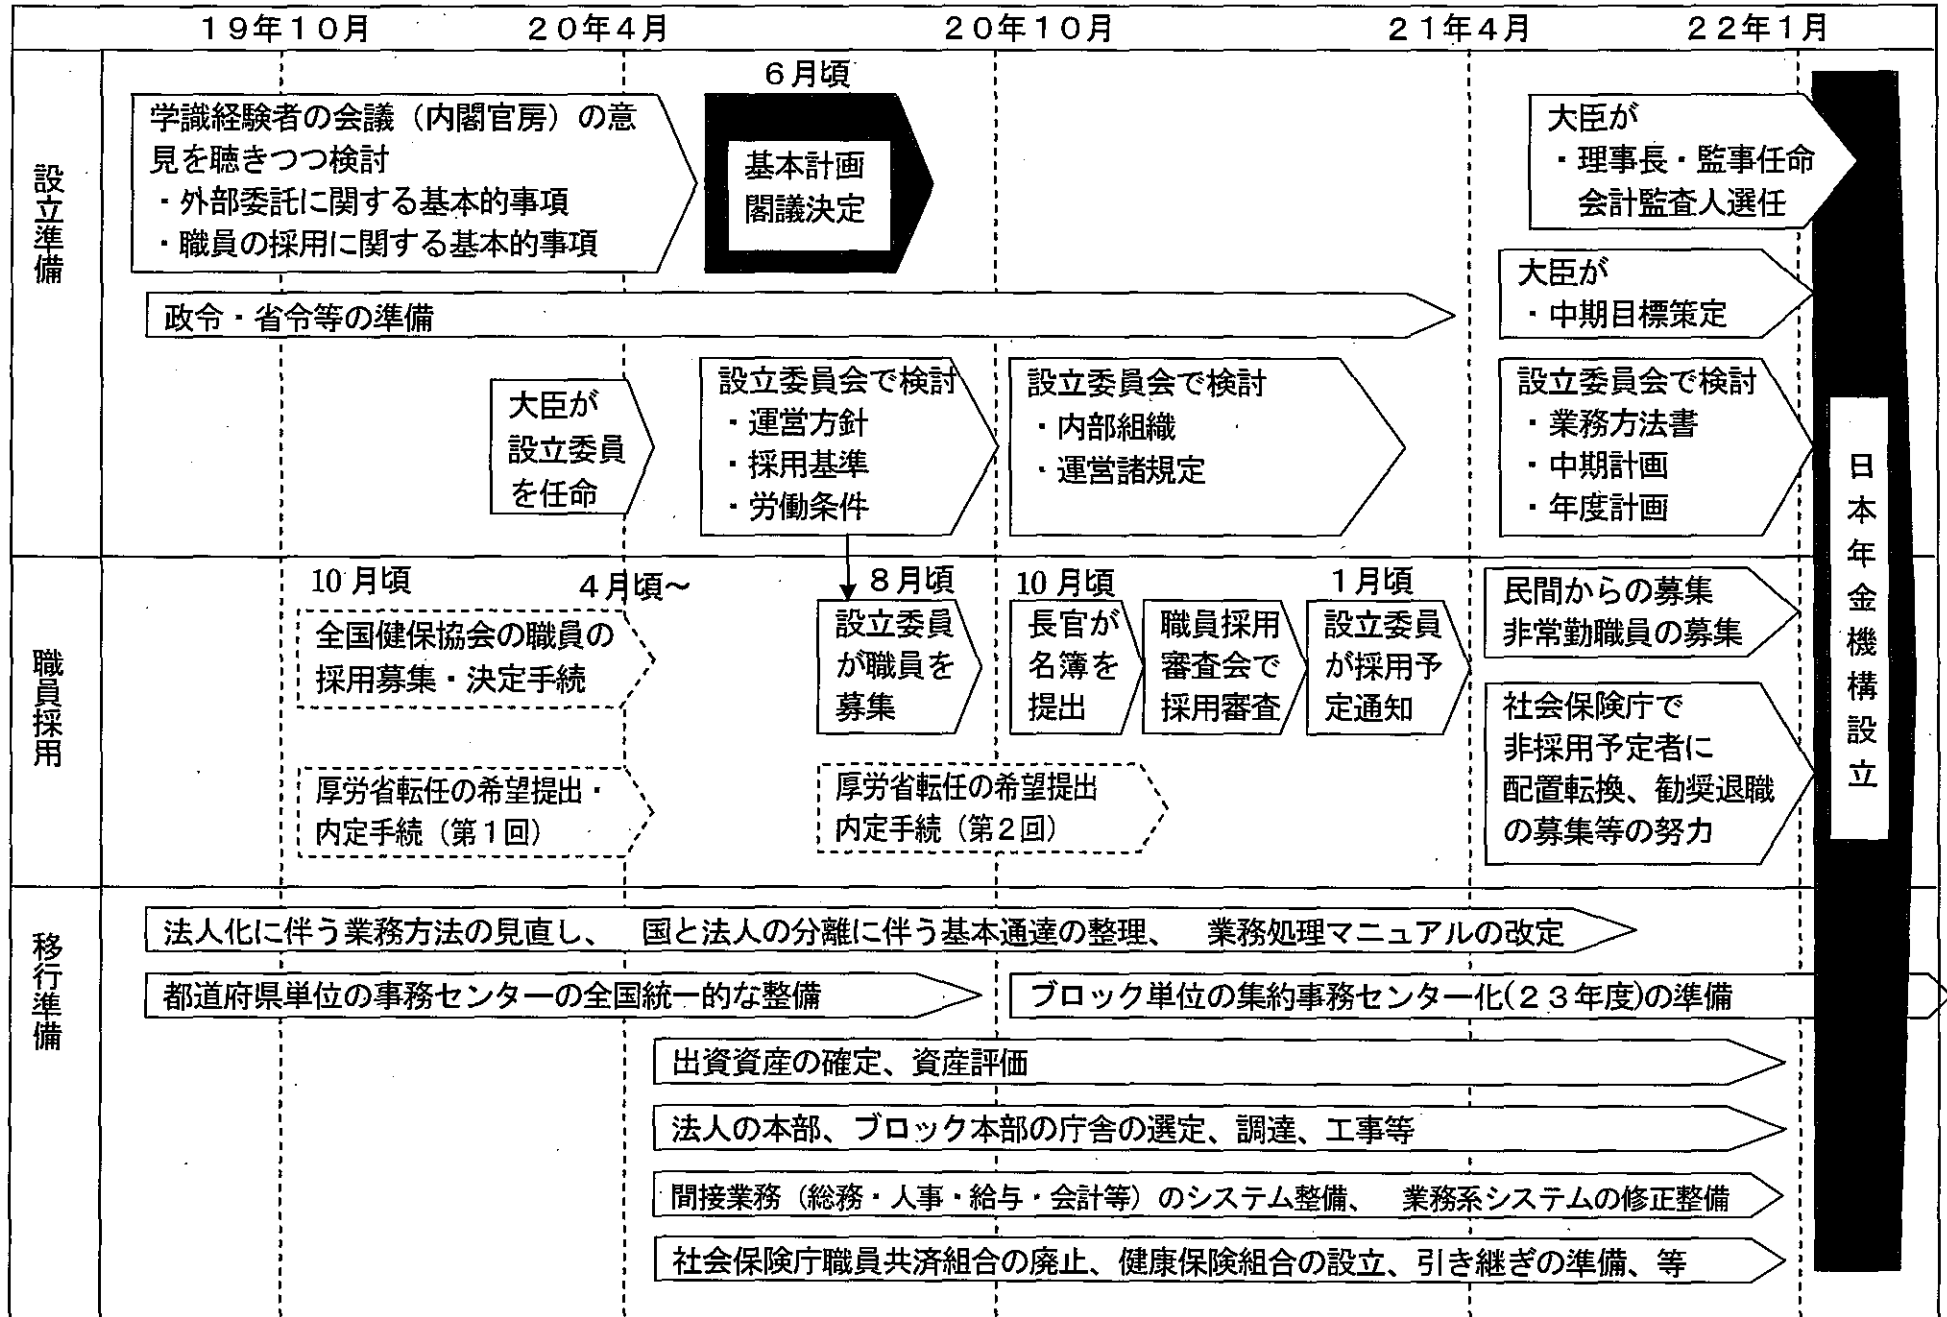 19年10月
20年4月
20年10月
21年4月
22年1月
設立準備
学識経験者の会議（内閣官房）の意
見を聴きつつ検討
・外部委託に関する基本的事項
・職員の採用に関する基本的事項
6月頃
基本計画
閣議決定
大臣が
・理事長・監事任命
会計監査人選任
政令・省令等の準備
大臣が
・中期目標策定
大臣が
設立委員
を任命
設立委員会で検討
・運営方針
・採用基準
・労働条件
設立委員会で検討
・内部組織
・運営諸規定
設立委員会で検討
・業務方法書
・中期計画
・年度計画
日本年金機構設立
職員採用
10月頃
4月頃～
全国健保協会の職員の
採用募集・決定手続
8月頃
設立委員
が職員を
募集
10月頃
長官が
名簿を
提出
職員採用
審査会で
採用審査
1月頃
設立委員
が採用予
定通知
民間からの募集
非常勤職員の募集
厚労省転任の希望提出・
内定手続（第1回）
厚労省転任の希望提出
内定手続（第2回）
社会保険庁で
非採用予定者に
配置転換、勧奨退職
の募集等の努力
移行準備
法人化に伴う業務方法の見直し、　国と法人の分離に伴う基本通達の整理、　業務処理マニュアルの改定
都道府県単位の事務センターの全国統一的な整備
ブロック単位の集約事務センター化(23年度)の準備
出資資産の確定、資産評価
法人の本部、ブロック本部の庁舎の選定、調達、工事等
間接業務（総務・人事・給与・会計等）のシステム整備、　業務系システムの修正整備
社会保険庁職員共済組合の廃止、健康保険組合の設立、引き継ぎの準備、等